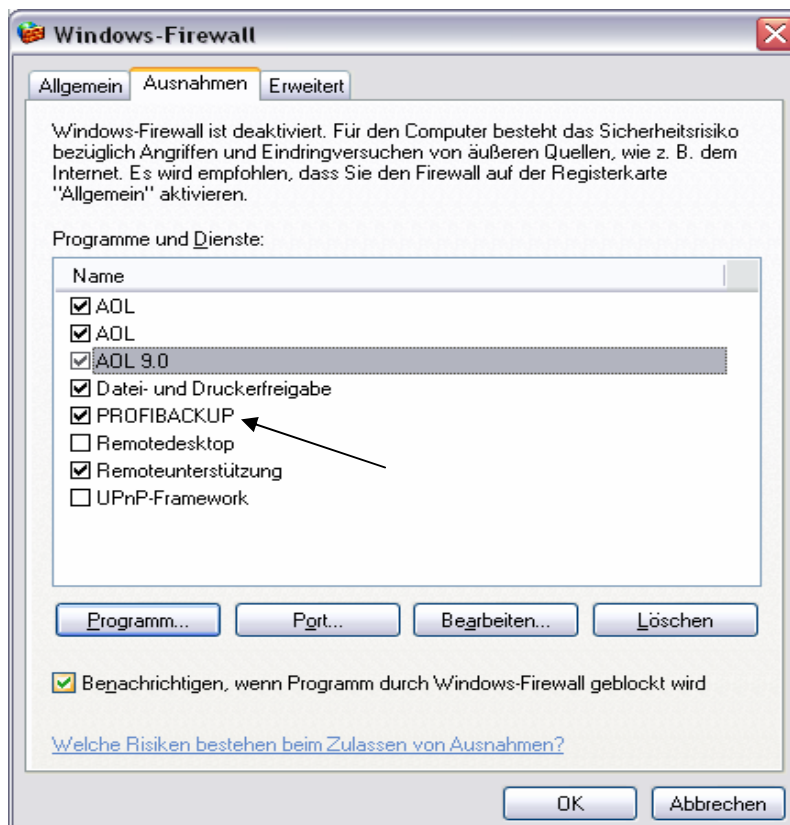 Windows-Firewall
Allgemein Ausnahmen Erweitert
Windows-Firewall ist deaktiviert. Für den Computer besteht das Sicherheitsrisiko
bezüglich Angriffen und Eindringversuchen von äußeren Quellen, wie z. B. dem
Internet. Es wird empfohlen, dass Sie den Firewall auf der Registerkarte
"Allgemein" aktivieren.
Programme und Dienste:
Name
AOL
AOL
AOL 9.0
Datei- und Druckerfreigabe
PROFIBACKUP
Remotedesktop
Remoteunterstützung
UPnP-Framework
Programm... Port... Bearbeiten... Löschen
Benachrichtigen, wenn Programm durch Windows-Firewall geblockt wird
Welche Risiken bestehen beim Zulassen von Ausnahmen?
OK Abbrechen